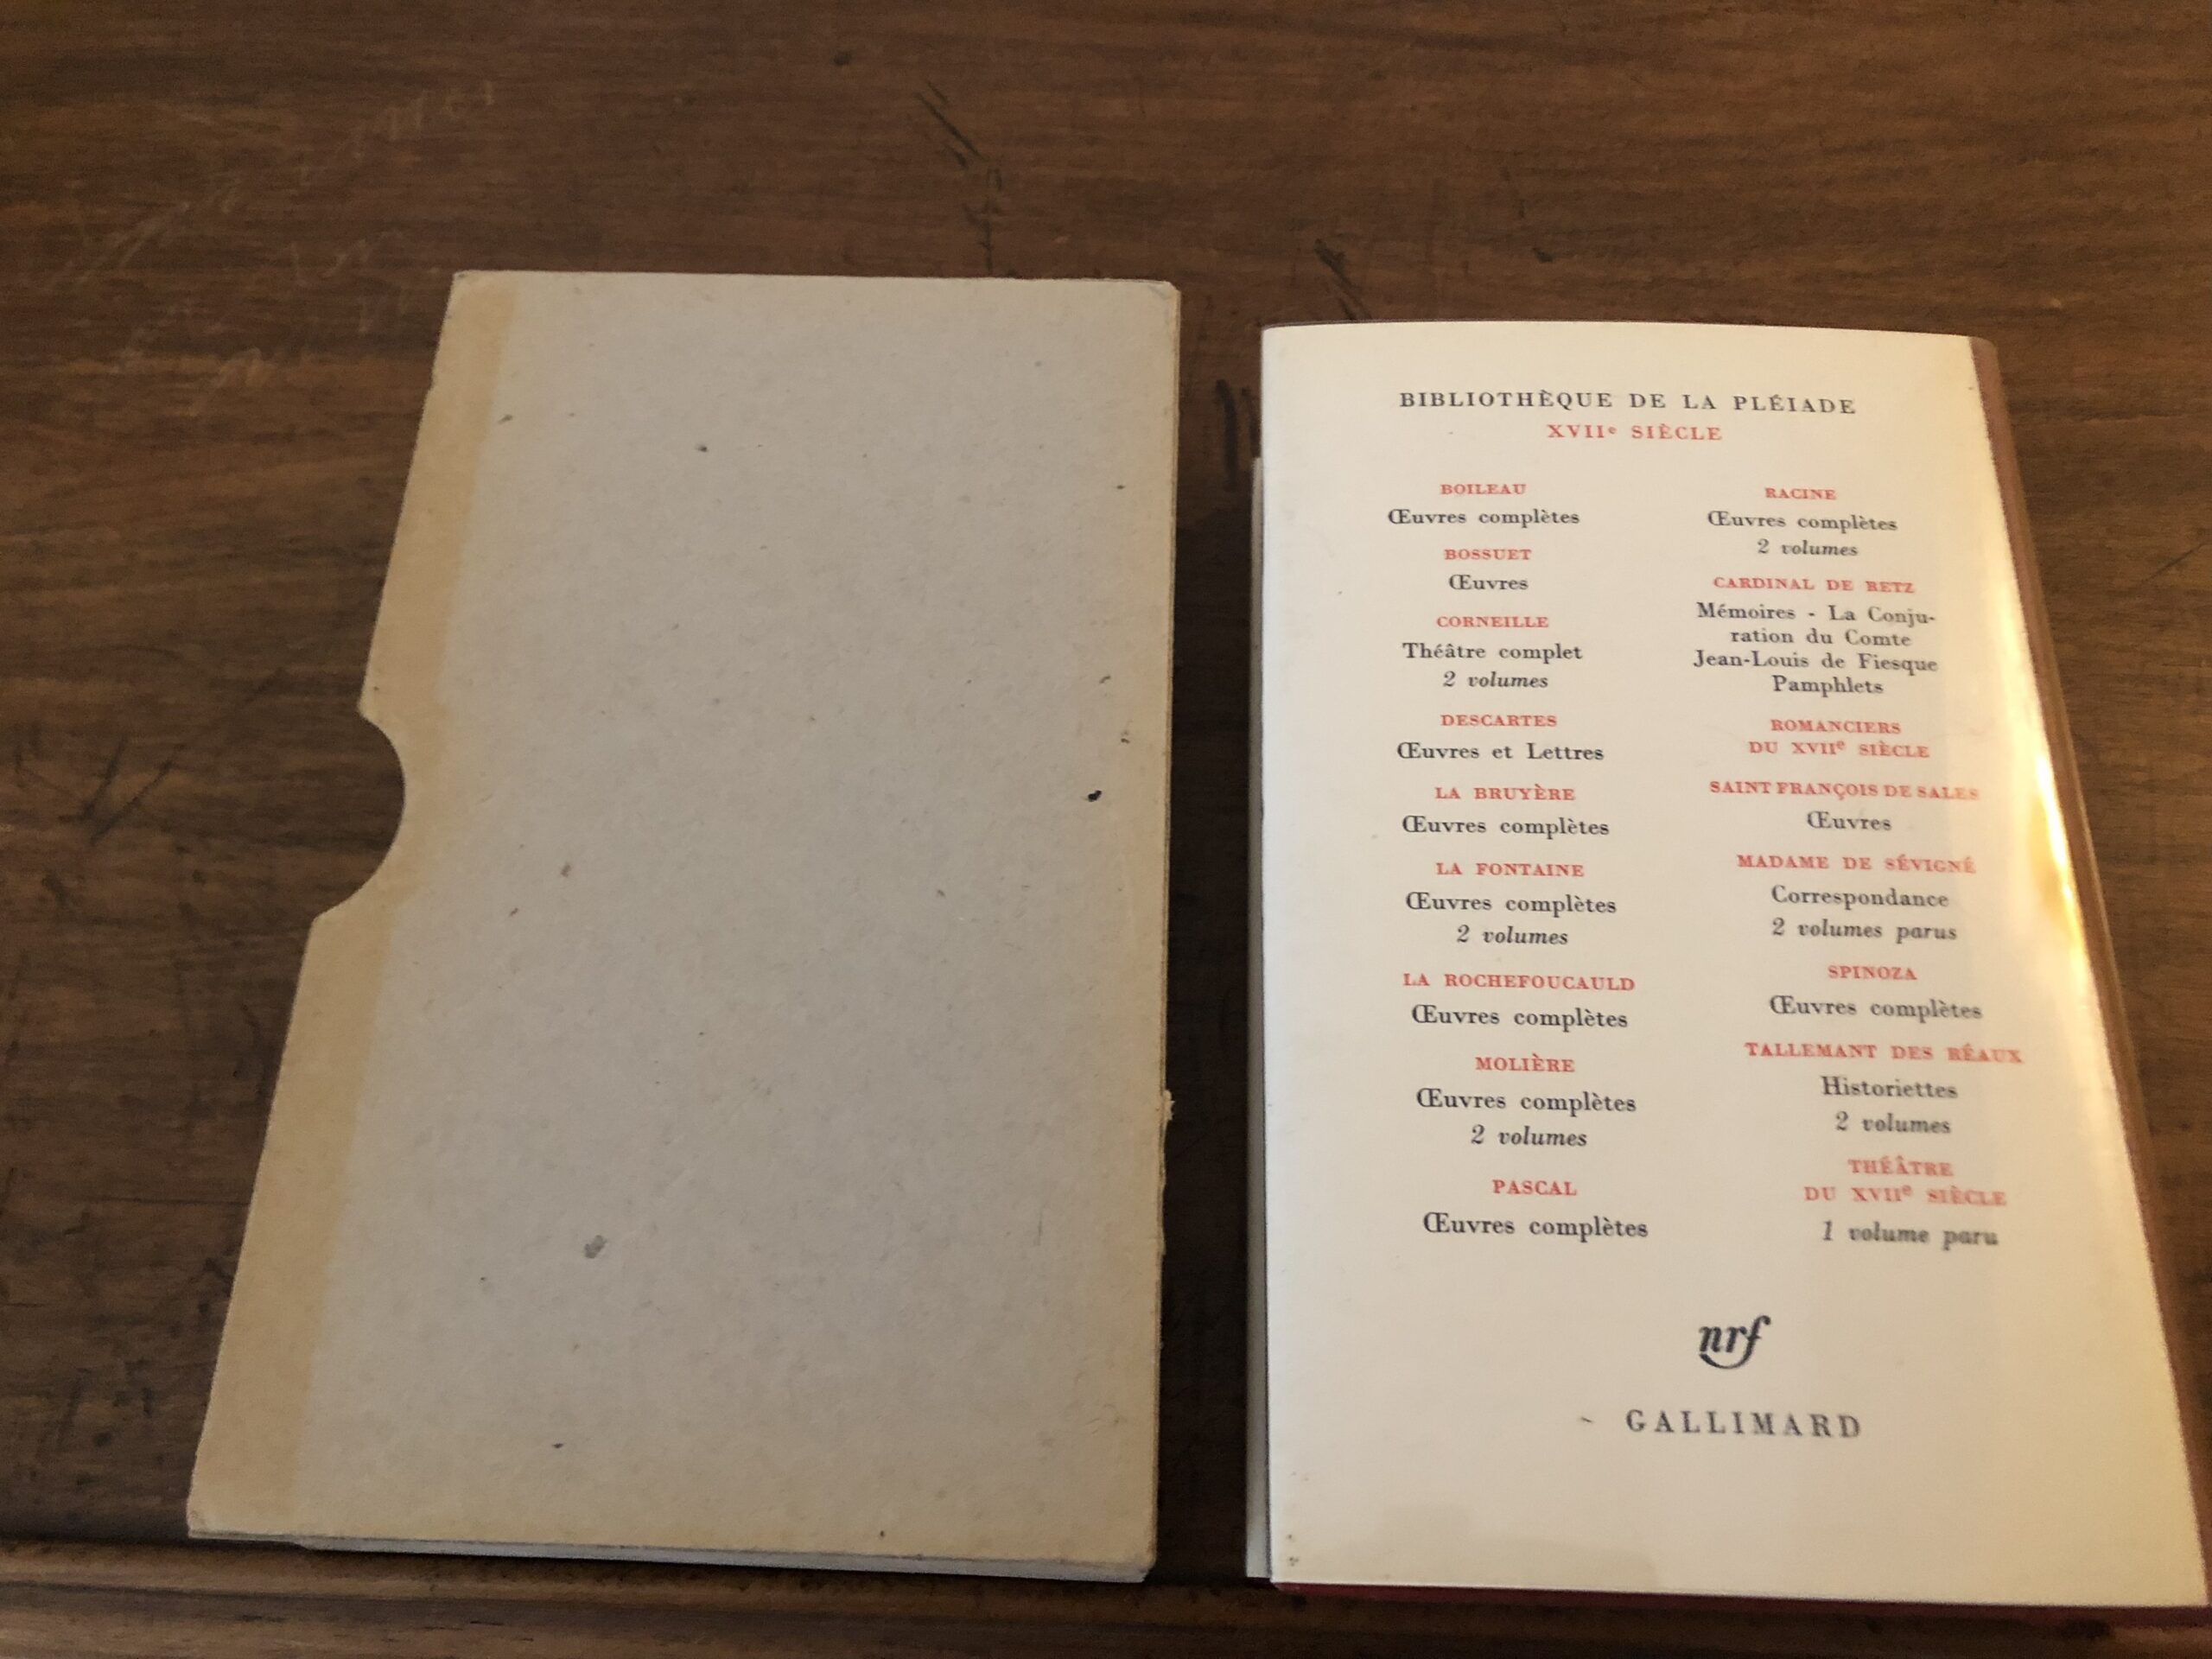 BIBLIOTHÈQUE DE LA PLÉIADE
XVIIᵉ SIÈCLE
BOILEAU
Œuvres complètes
BOSSUET
Œuvres
CORNEILLE
Théâtre complet
2 volumes
DESCARTES
Œuvres et Lettres
LA BRUYÈRE
Œuvres complètes
LA FONTAINE
Œuvres complètes
2 volumes
LA ROCHEFOUCAULD
Œuvres complètes
MOLIÈRE
Œuvres complètes
2 volumes
PASCAL
Œuvres complètes
RACINE
Œuvres complètes
2 volumes
CARDINAL DE RETZ
Mémoires - La Conju-
ration du Comte
Jean-Louis de Fiesque
Pamphlets
ROMANCIERS
DU XVIIᵉ SIÈCLE
SAINT FRANÇOIS DE SALES
Œuvres
MADAME DE SÉVIGNÉ
Correspondance
2 volumes parus
SPINOZA
Œuvres complètes
TALLEMANT DES RÉAUX
Historiettes
2 volumes
THÉÂTRE
DU XVIIᵉ SIÈCLE
1 volume paru
nrf
GALLIMARD